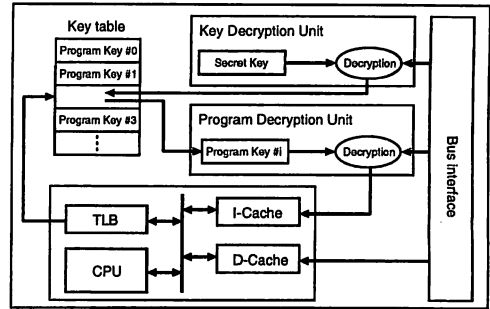 Key table
Program Key #0
Program Key #1
Program Key #3
Key Decryption Unit
Secret Key
Decryption
Program Decryption Unit
Program Key #i
Decryption
Bus Interface
TLB
CPU
I-Cache
D-Cache